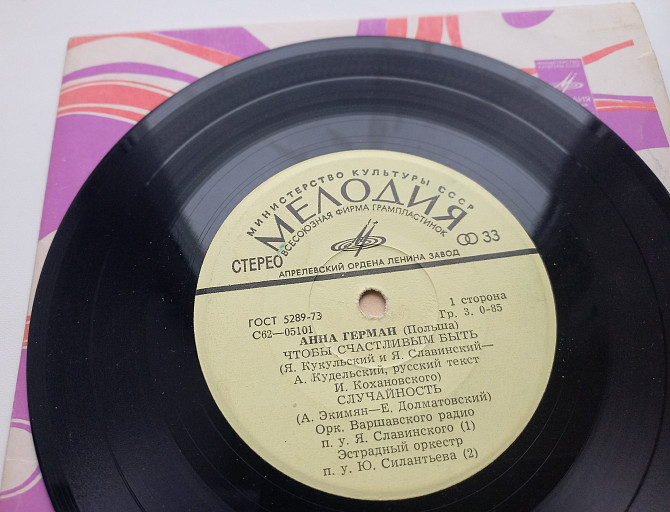 МИНИСТЕРСТВО КУЛЬТУРЫ СССР
МЕЛОДИЯ
ВСЕСОЮЗНАЯ ФИРМА ГРАМПЛАСТИНОК
СТЕРЕО
33
АПРЕЛЕВСКИЙ ОРДЕНА ЛЕНИНА ЗАВОД
ГОСТ 5289-73
1 сторона
С62—05101
Гр. 3. 0-85
АННА ГЕРМАН (Польша)
ЧТОБЫ СЧАСТЛИВЫМ БЫТЬ
(Я. Кукульский и Я. Славинский—
А. Кудельский, русский текст
И. Кохановского)
СЛУЧАЙНОСТЬ
(А. Экимян—Е. Долматовский)
Орк. Варшавского радио
п. у. Я. Славинского (1)
Эстрадный оркестр
п. у. Ю. Силантьева (2)